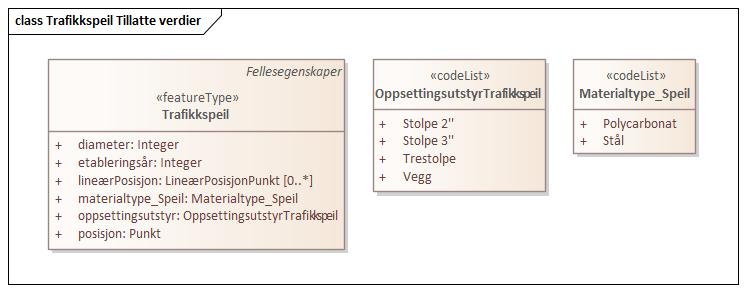 class Trafikkspeil Tillatte verdier
Fellesegenskaper
«featureType»
Trafikkspeil
+ diameter: Integer
+ etableringsår: Integer
+ lineærPosisjon: LineærPosisjonPunkt [0..*]
+ materialtype_Speil: Materialtype_Speil
+ oppsettingsutstyr: OppsettingsutstyrTrafikkspeil
+ posisjon: Punkt
«codeList»
OppsettingsutstyrTrafikkspeil
+ Stolpe 2"
+ Stolpe 3"
+ Trestolpe
+ Vegg
«codeList»
Materialtype_Speil
+ Polycarbonat
+ Stål